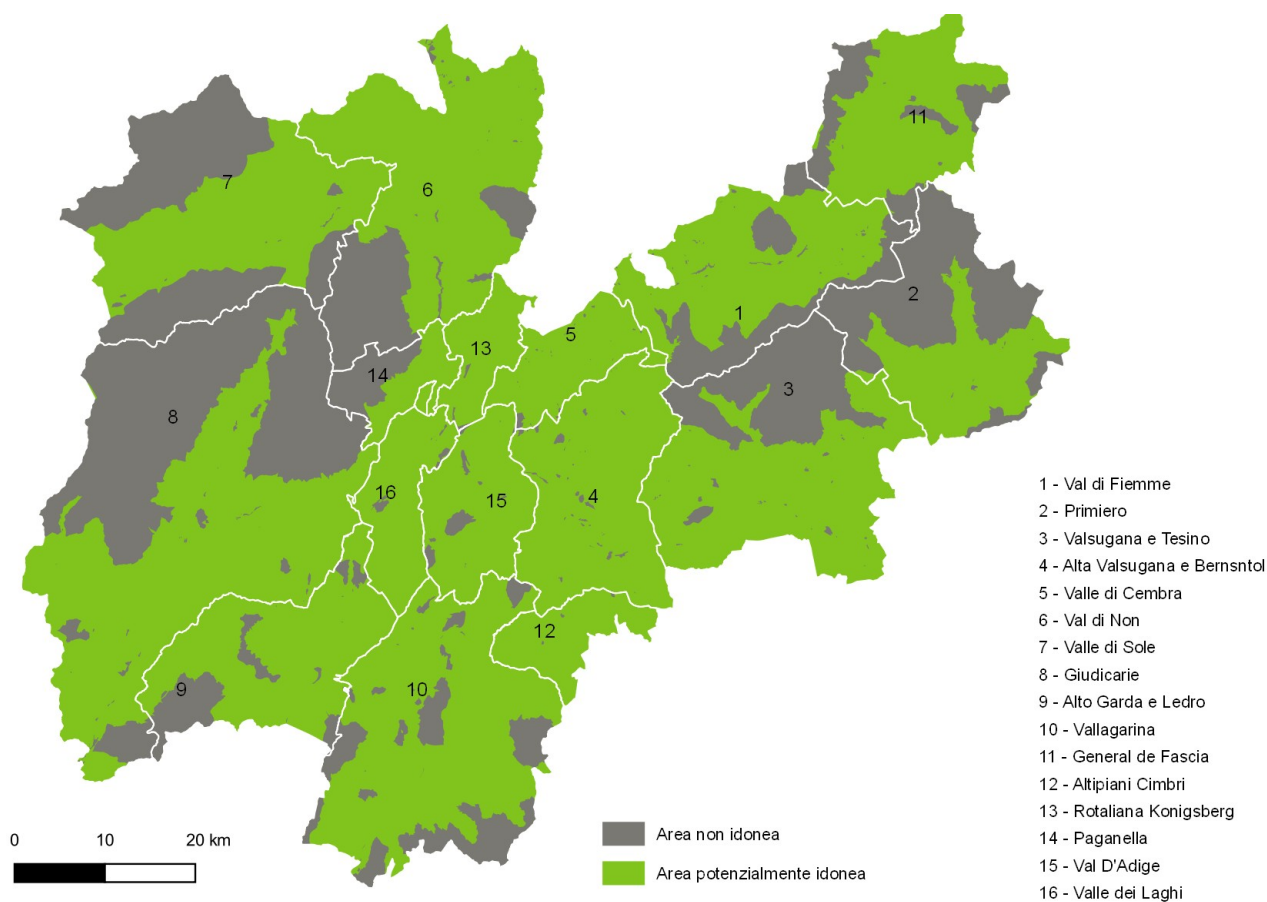 11
7
6
2
1
5
13
14
3
8
16
15
4
12
9
10
1 - Val di Fiemme
2 - Primiero
3 - Valsugana e Tesino
4 - Alta Valsugana e Bernsntol
5 - Valle di Cembra
6 - Val di Non
7 - Valle di Sole
8 - Giudicarie
9 - Alto Garda e Ledro
10 - Vallagarina
11 - General de Fascia
12 - Altipiani Cimbri
13 - Rotaliana Konigsberg
14 - Paganella
15 - Val D'Adige
16 - Valle dei Laghi
0 10 20 km
Area non idonea
Area potenzialmente idonea